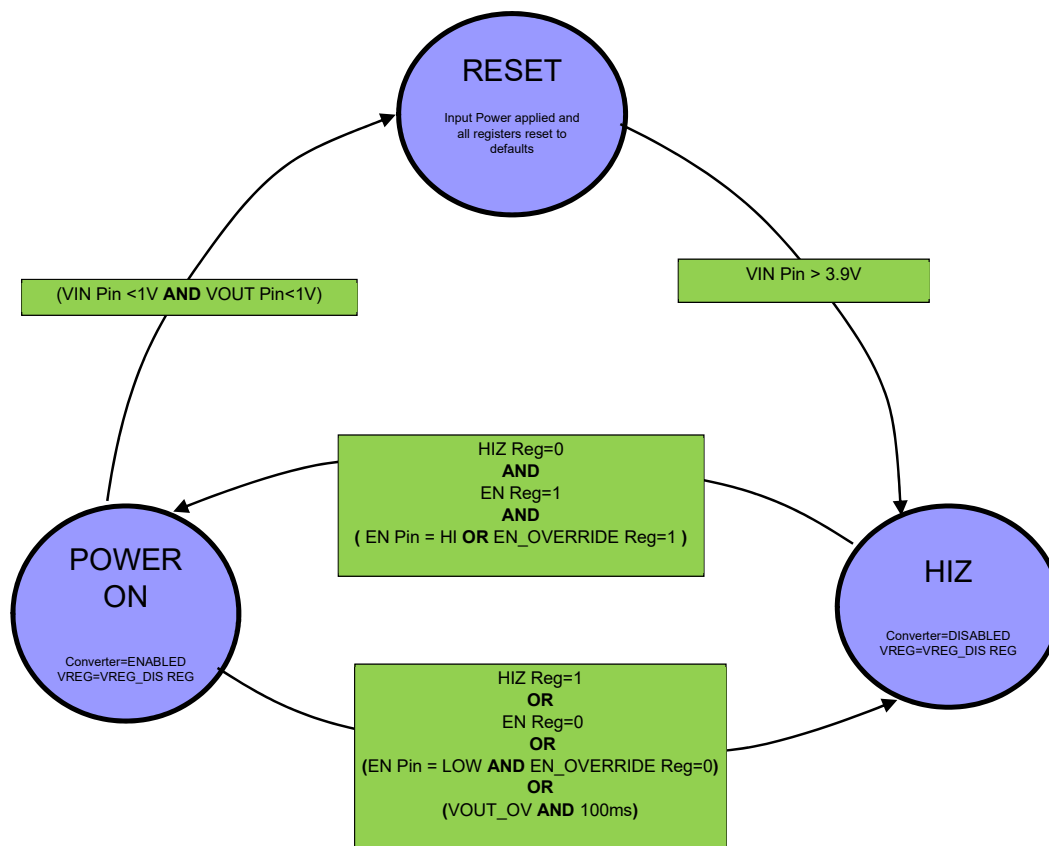 RESET
Input Power applied and
all registers reset to
defaults
(VIN Pin <1V AND VOUT Pin<1V)
VIN Pin > 3.9V
HIZ Reg=0
AND
EN Reg=1
AND
( EN Pin = HI OR EN_OVERRIDE Reg=1 )
POWER
ON
Converter=ENABLED
VREG=VREG_DIS REG
HIZ
Converter=DISABLED
VREG=VREG_DIS REG
HIZ Reg=1
OR
EN Reg=0
OR
(EN Pin = LOW AND EN_OVERRIDE Reg=0)
OR
(VOUT_OV AND 100ms)